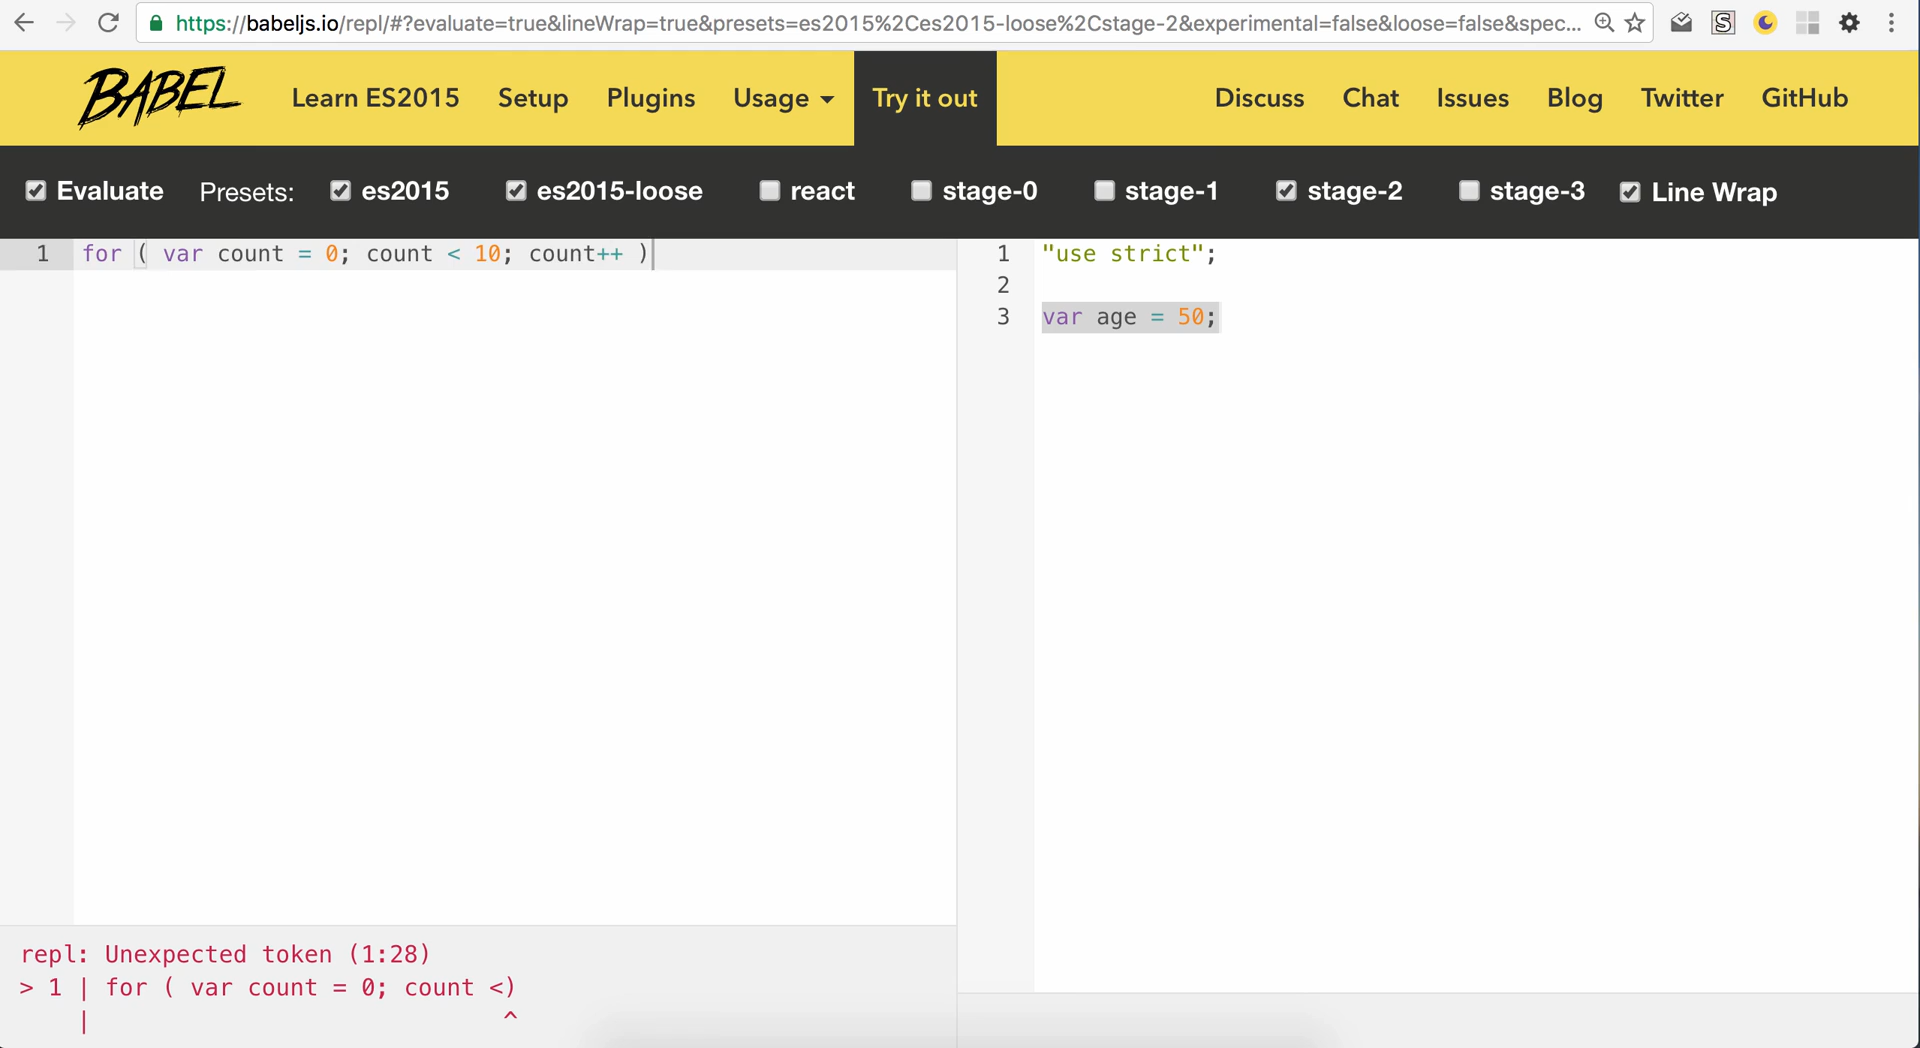 https://babeljs.io/repl/#?evaluate=true&lineWrap=true&presets=es2015%2Ces2015-loose%2Cstage-2&experimental=false&loose=false&spec...
S
BABEL Learn ES2015 Setup Plugins Usage Try it out Discuss Chat Issues Blog Twitter GitHub
Evaluate Presets: es2015 es2015-loose react stage-0 stage-1 stage-2 stage-3 Line Wrap
1 for ( var count = 0; count < 10; count++ )
1 "use strict";
2
3 var age = 50;
repl: Unexpected token (1:28)
> 1 | for ( var count = 0; count <)
| ^